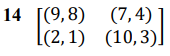 14 [(9, 8) (7, 4)
(2, 1) (10, 3)]